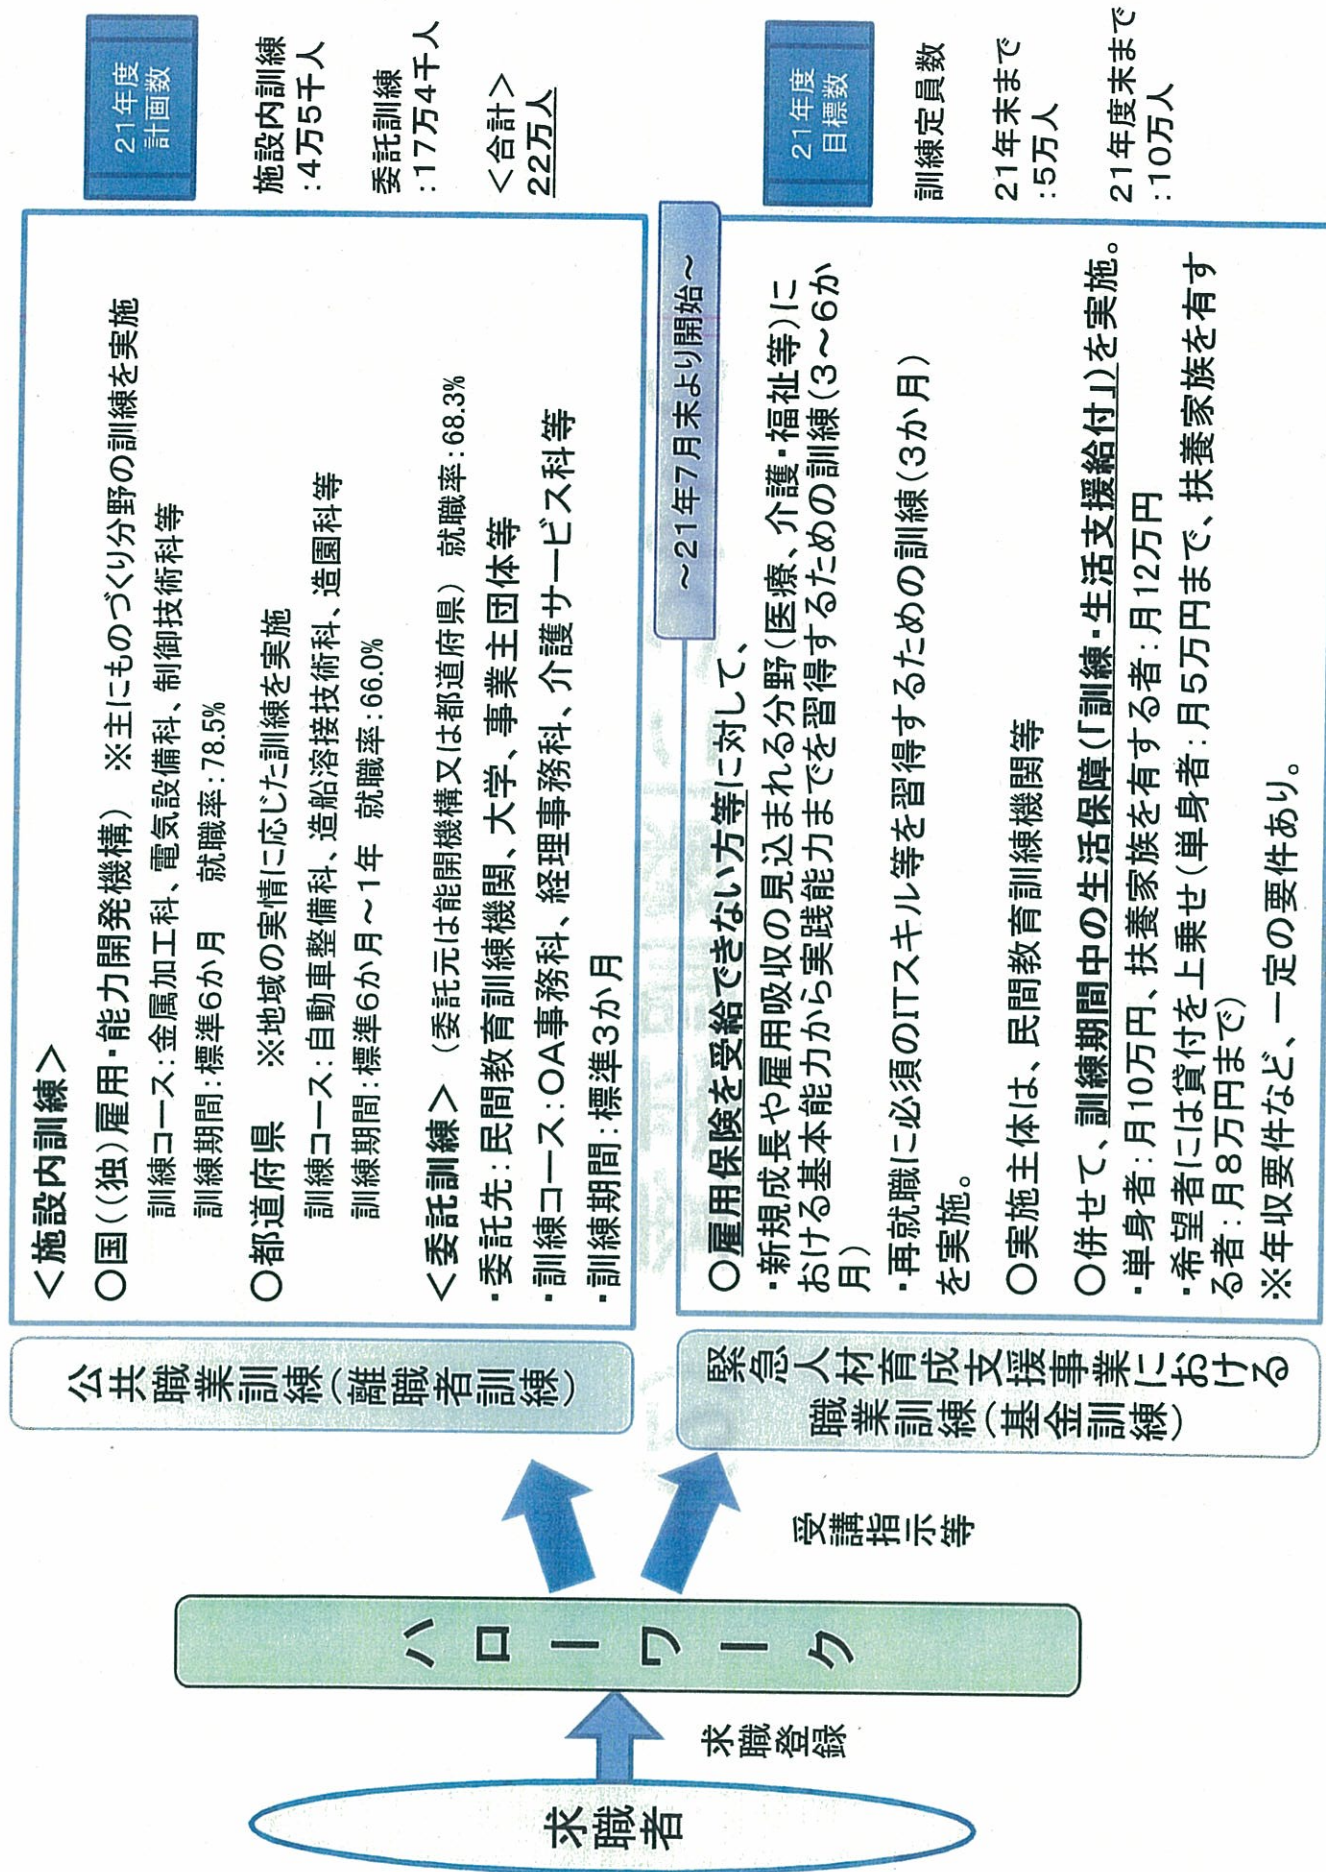 求職者
求職登録
ハローワーク
受講指示等
公共職業訓練(離職者訓練)
<施設内訓練>
○国((独)雇用・能力開発機構) ※主にものづくり分野の訓練を実施
訓練コース:金属加工科、電気設備科、制御技術科等
訓練期間:標準6か月 就職率:78.5%
○都道府県 ※地域の実情に応じた訓練を実施
訓練コース:自動車整備科、造船溶接技術科、造園科等
訓練期間:標準6か月~1年 就職率:66.0%
<委託訓練> (委託元は能開機構又は都道府県) 就職率:68.3%
・委託先:民間教育訓練機関、大学、事業主団体等
・訓練コース:OA事務科、経理事務科、介護サービス科等
・訓練期間:標準3か月
21年度
計画数
施設内訓練
:4万5千人
委託訓練
:17万4千人
<合計>
22万人
緊急人材育成支援事業における
職業訓練(基金訓練)
~21年7月末より開始~
○雇用保険を受給できない方等に対して、
・新規成長や雇用吸収の見込まれる分野(医療、介護・福祉等)に
おける基本能力から実践能力までを習得するための訓練(3~6か
月)
・再就職に必須のITスキル等を習得するための訓練(3か月)
を実施。
○実施主体は、民間教育訓練機関等
○併せて、訓練期間中の生活保障(「訓練・生活支援給付」)を実施。
・単身者:月10万円、扶養家族を有する者:月12万円
・希望者には貸付を上乗せ(単身者:月5万円まで、扶養家族を有す
る者:月8万円まで)
※年収要件など、一定の要件あり。
21年度
目標数
訓練定員数
21年末まで
:5万人
21年度末まで
:10万人